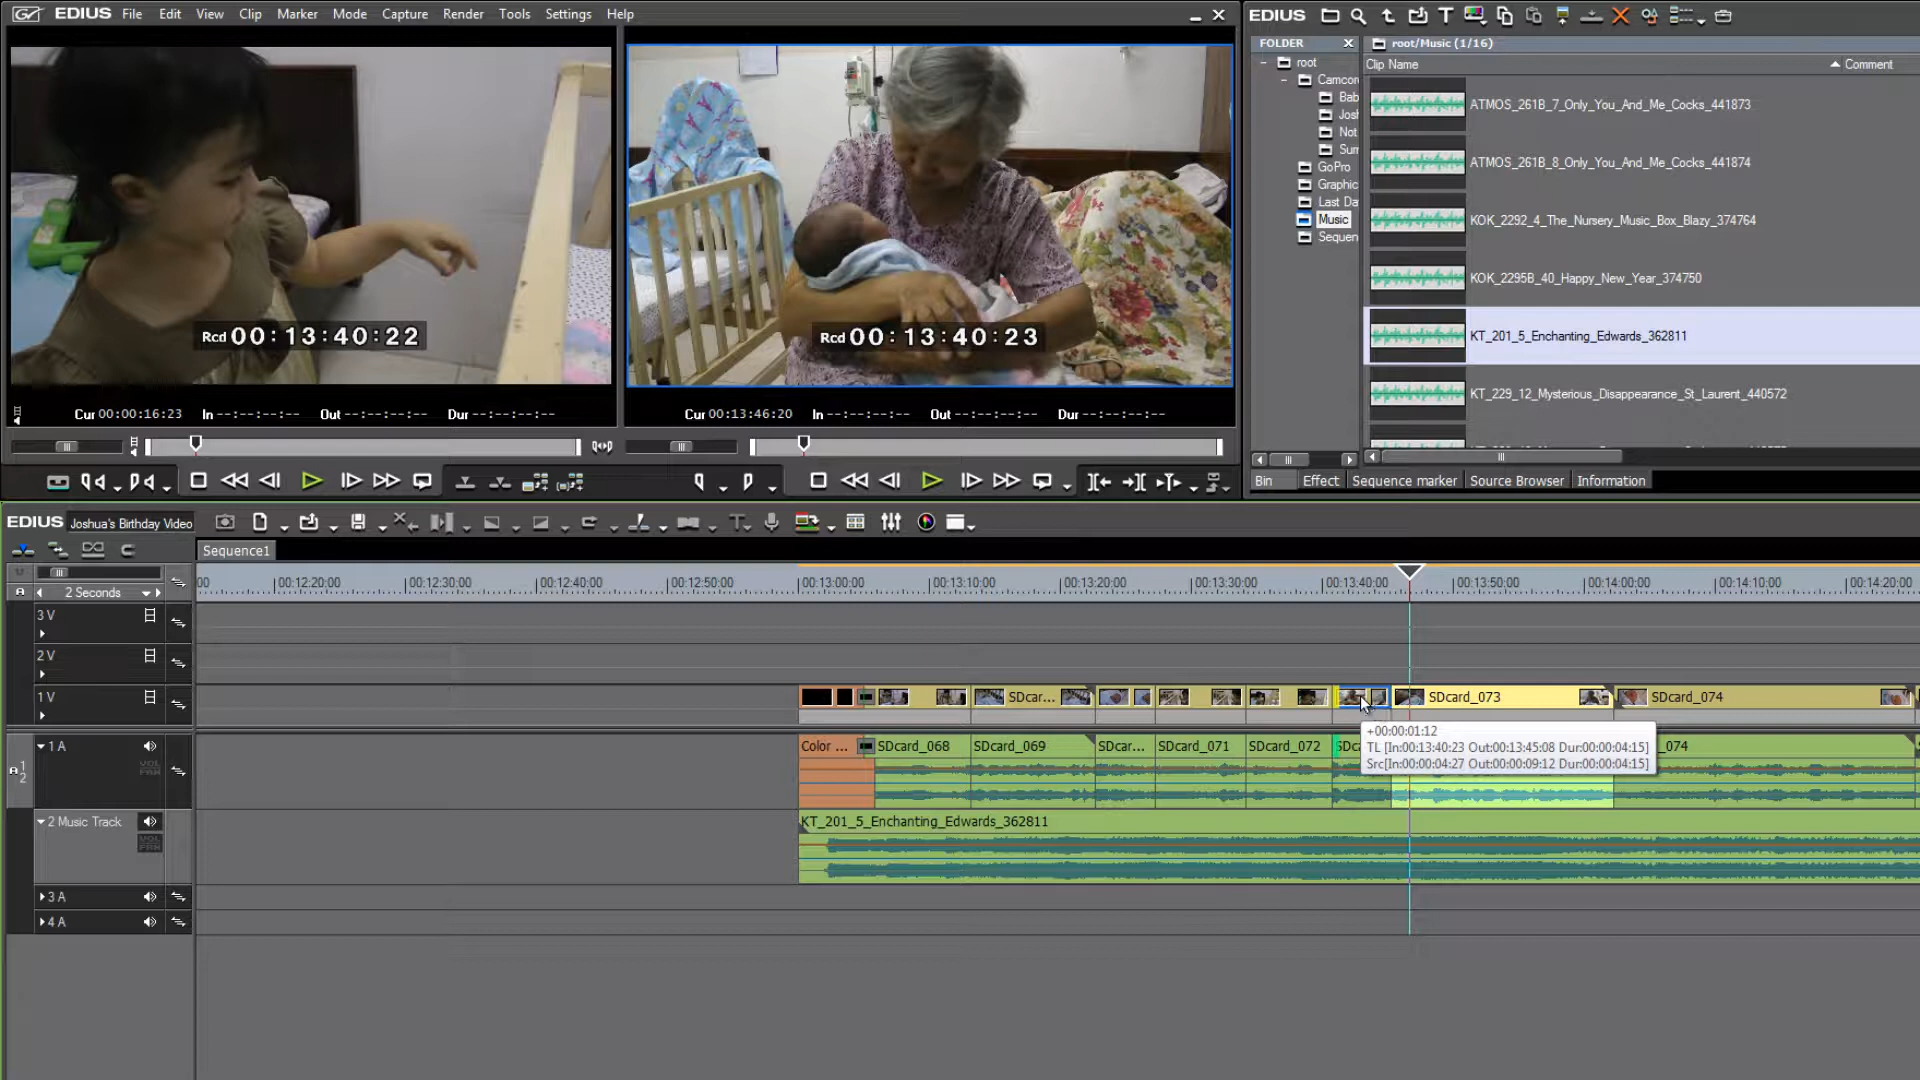 EDIUS File Edit View Clip Marker Mode Capture Render Tools Settings Help
Rcd 00:13:40:22
Rcd 00:13:40:23
Cur 00:00:16:23 In --:--:--:-- Out --:--:--:-- Dur --:--:--:--
Cur 00:13:46:20 In --:--:--:-- Out --:--:--:-- Dur --:--:--:--
EDIUS
FOLDER
root
Camcor
Bab
Josh
Not
Sur
GoPro
Graphic
Last Da
Music
Sequen
root/Music (1/16)
Clip Name Comment
ATMOS_261B_7_Only_You_And_Me_Cocks_441873
ATMOS_261B_8_Only_You_And_Me_Cocks_441874
KOK_2292_4_The_Nursery_Music_Box_Blazy_374764
KOK_2295B_40_Happy_New_Year_374750
KT_201_5_Enchanting_Edwards_362811
KT_229_12_Mysterious_Disappearance_St_Laurent_440572
Bin Effect Sequence marker Source Browser Information
EDIUS Joshua's Birthday Video
Sequence1
2 Seconds
00 00:12:20:00 00:12:30:00 00:12:40:00 00:12:50:00 00:13:00:00 00:13:10:00 00:13:20:00 00:13:30:00 00:13:40:00 00:13:50:00 00:14:00:00 00:14:10:00 00:14:20:00
3 V
2 V
1 V SDcar... SDcard_073 SDcard_074
+00:00:01:12
TL [In:00:13:40:23 Out:00:13:45:08 Dur:00:00:04:15]
Src[In:00:00:04:27 Out:00:00:09:12 Dur:00:00:04:15]
1 A Color ... SDcard_068 SDcard_069 SDcar... SDcard_071 SDcard_072 SDc _074
VOL
PAN
1
2
2 Music Track KT_201_5_Enchanting_Edwards_362811
VOL
PAN
3 A
4 A